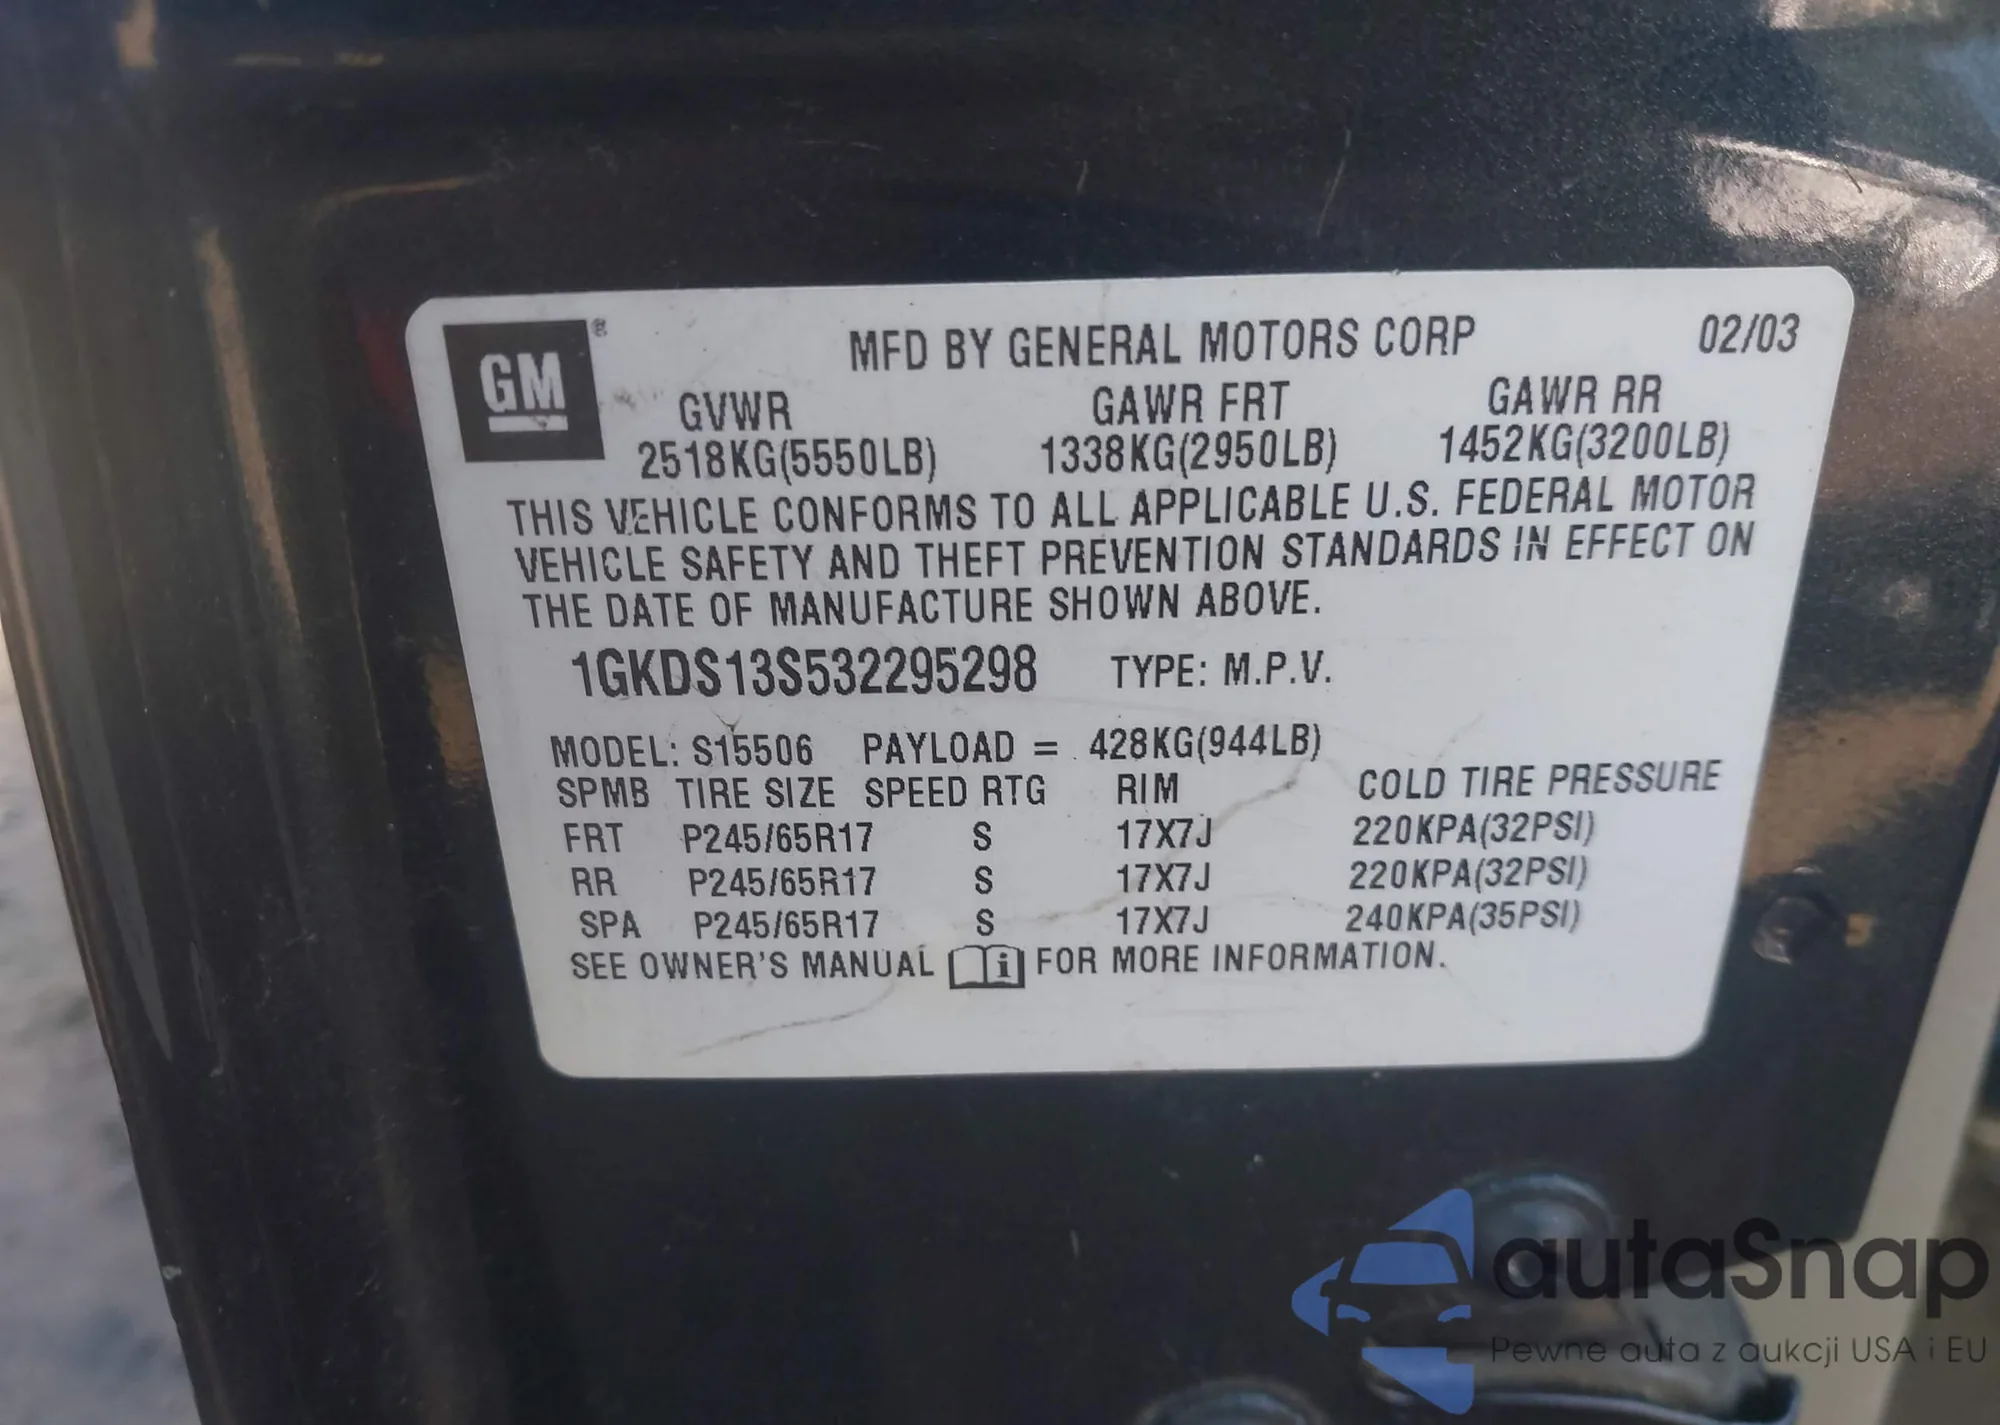 GM ®
MFD BY GENERAL MOTORS CORP 02/03
GVWR GAWR FRT GAWR RR
2518KG(5550LB) 1338KG(2950LB) 1452KG(3200LB)
THIS VEHICLE CONFORMS TO ALL APPLICABLE U.S. FEDERAL MOTOR
VEHICLE SAFETY AND THEFT PREVENTION STANDARDS IN EFFECT ON
THE DATE OF MANUFACTURE SHOWN ABOVE.
1GKDS13S532295298 TYPE: M.P.V.
MODEL: S15506 PAYLOAD = 428KG(944LB)
SPMB TIRE SIZE SPEED RTG RIM COLD TIRE PRESSURE
FRT P245/65R17 S 17X7J 220KPA(32PSI)
RR P245/65R17 S 17X7J 220KPA(32PSI)
SPA P245/65R17 S 17X7J 240KPA(35PSI)
SEE OWNER'S MANUAL i FOR MORE INFORMATION.
autaSnap
Pewne auta z aukcji USA i EU